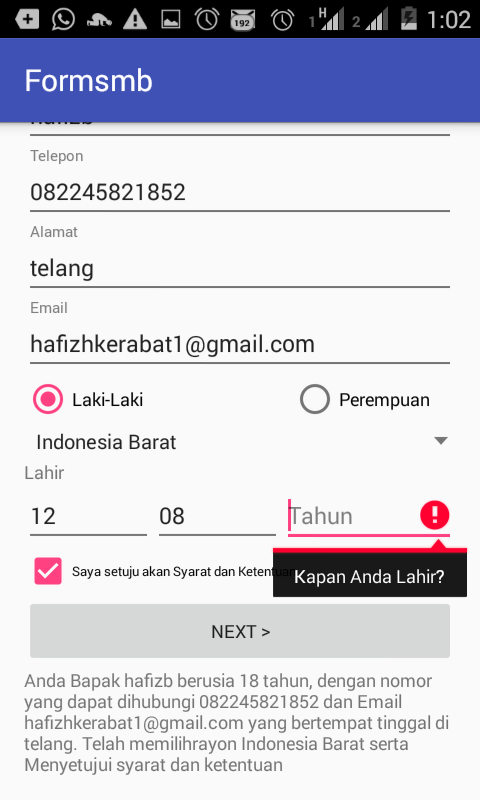 192
1 H
2
1:02
Formsmb
hafizb
Telepon
082245821852
Alamat
telang
Email
hafizhkerabat1@gmail.com
Laki-Laki Perempuan
Indonesia Barat
Lahir
12 08 Tahun
Saya setuju akan Syarat dan Ketentuan
Kapan Anda Lahir?
NEXT >
Anda Bapak hafizb berusia 18 tahun, dengan nomor
yang dapat dihubungi 082245821852 dan Email
hafizhkerabat1@gmail.com yang bertempat tinggal di
telang. Telah memilihrayon Indonesia Barat serta
Menyetujui syarat dan ketentuan